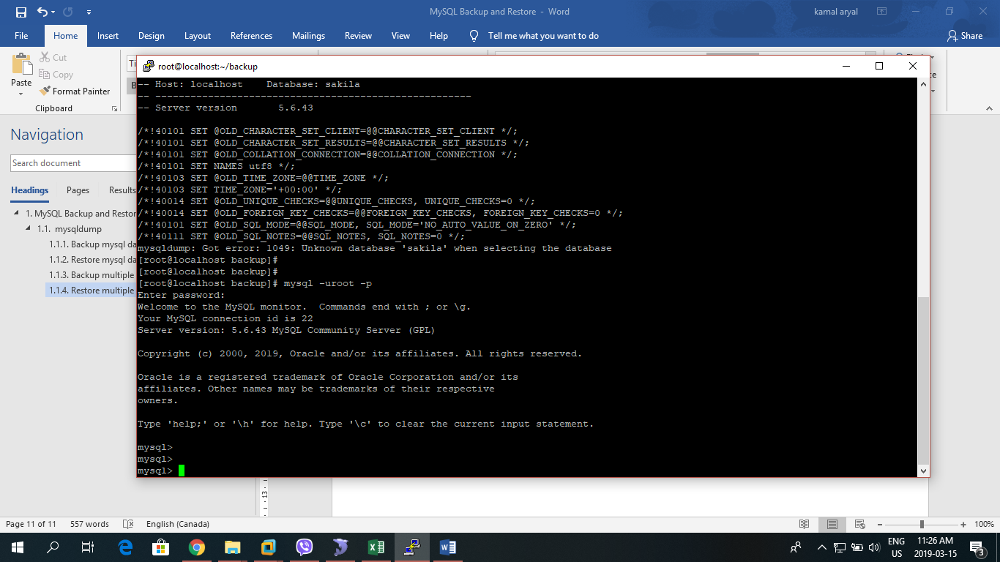 MySQL Backup and Restore - Word
kamal aryal
File Home Insert Design Layout References Mailings Review View Help Tell me what you want to do Share
Cut
Copy
Paste
Format Painter
Clipboard
Navigation
Search document
Headings Pages Results
1. MySQL Backup and Restor
1.1. mysqldump
1.1.1. Backup mysql da
1.1.2. Restore mysql da
1.1.3. Backup multiple
1.1.4. Restore multiple
root@localhost:~/backup
-- Host: localhost    Database: sakila
-- ------------------------------------------------------
-- Server version       5.6.43
/*!40101 SET @OLD_CHARACTER_SET_CLIENT=@@CHARACTER_SET_CLIENT */;
/*!40101 SET @OLD_CHARACTER_SET_RESULTS=@@CHARACTER_SET_RESULTS */;
/*!40101 SET @OLD_COLLATION_CONNECTION=@@COLLATION_CONNECTION */;
/*!40101 SET NAMES utf8 */;
/*!40103 SET @OLD_TIME_ZONE=@@TIME_ZONE */;
/*!40103 SET TIME_ZONE='+00:00' */;
/*!40014 SET @OLD_UNIQUE_CHECKS=@@UNIQUE_CHECKS, UNIQUE_CHECKS=0 */;
/*!40014 SET @OLD_FOREIGN_KEY_CHECKS=@@FOREIGN_KEY_CHECKS, FOREIGN_KEY_CHECKS=0 */;
/*!40101 SET @OLD_SQL_MODE=@@SQL_MODE, SQL_MODE='NO_AUTO_VALUE_ON_ZERO' */;
/*!40111 SET @OLD_SQL_NOTES=@@SQL_NOTES, SQL_NOTES=0 */;
mysqldump: Got error: 1049: Unknown database 'sakila' when selecting the database
[root@localhost backup]#
[root@localhost backup]#
[root@localhost backup]# mysql -uroot -p
Enter password:
Welcome to the MySQL monitor.  Commands end with ; or \g.
Your MySQL connection id is 22
Server version: 5.6.43 MySQL Community Server (GPL)
Copyright (c) 2000, 2019, Oracle and/or its affiliates. All rights reserved.
Oracle is a registered trademark of Oracle Corporation and/or its
affiliates. Other names may be trademarks of their respective
owners.
Type 'help;' or '\h' for help. Type '\c' to clear the current input statement.
mysql>
mysql>
mysql>
13
Page 11 of 11 557 words English (Canada) 100%
ENG
US
11:26 AM
2019-03-15
3